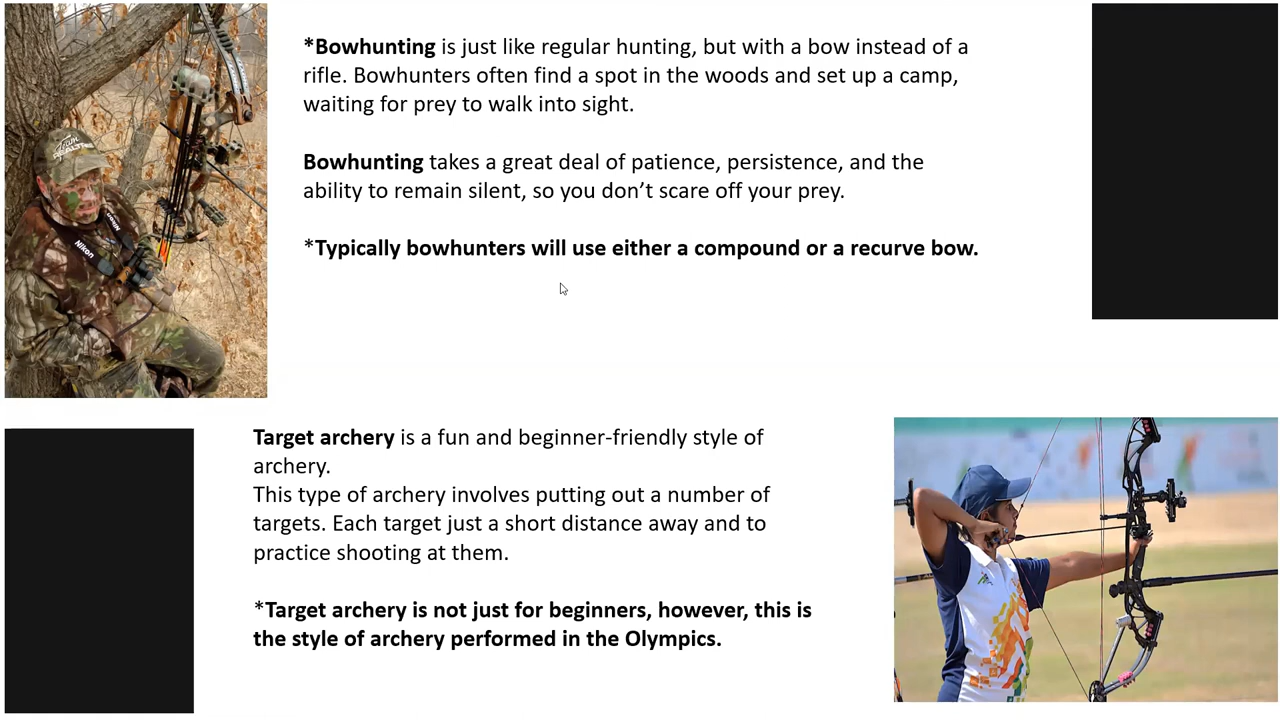 *Bowhunting is just like regular hunting, but with a bow instead of a
rifle. Bowhunters often find a spot in the woods and set up a camp,
waiting for prey to walk into sight.
Bowhunting takes a great deal of patience, persistence, and the
ability to remain silent, so you don’t scare off your prey.
*Typically bowhunters will use either a compound or a recurve bow.
Team
REALTREE
Nikon
Nikon
Target archery is a fun and beginner-friendly style of
archery.
This type of archery involves putting out a number of
targets. Each target just a short distance away and to
practice shooting at them.
*Target archery is not just for beginners, however, this is
the style of archery performed in the Olympics.